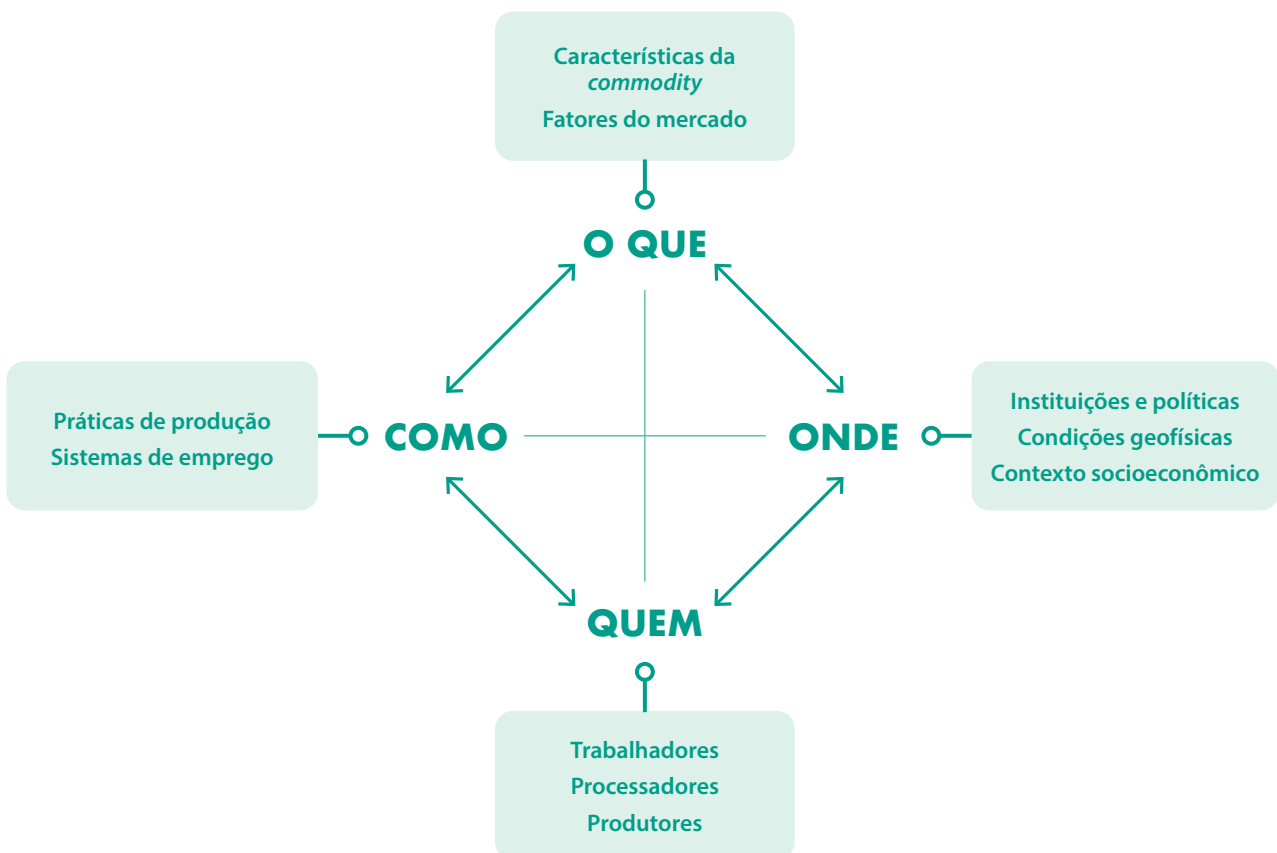 Características da
commodity
Fatores do mercado
O QUE
Práticas de produção
Sistemas de emprego
COMO
ONDE
Instituições e políticas
Condições geofísicas
Contexto socioeconômico
QUEM
Trabalhadores
Processadores
Produtores